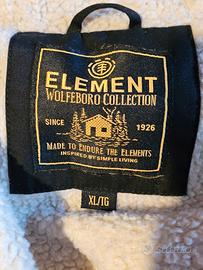 ELEMENT
WOLFEBORO COLLECTION
SINCE 1926
MADE TO ENDURE THE ELEMENTS
INSPIRED BY SIMPLE LIVING
XL/TG